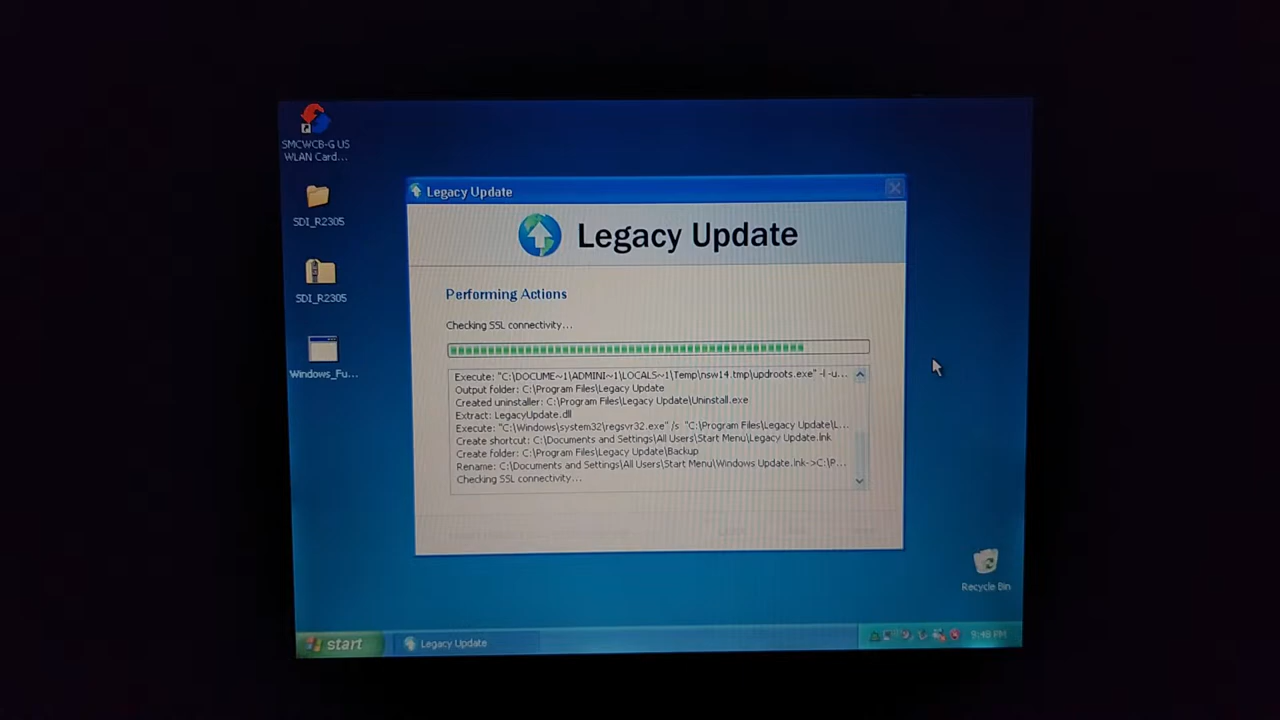 SMCWCB-G US
WLAN Card...
SDI_R2305
SDI_R2305
Windows_Fu...
Legacy Update
Legacy Update
Performing Actions
Checking SSL connectivity...
Execute: "C:\DOCUME~1\ADMINI~1\LOCALS~1\Temp\nsw14.tmp\updroots.exe" -l -u...
Output folder: C:\Program Files\Legacy Update
Created uninstaller: C:\Program Files\Legacy Update\Uninstall.exe
Extract: LegacyUpdate.dll
Execute: "C:\Windows\system32\regsvr32.exe" /s "C:\Program Files\Legacy Update\L...
Create shortcut: C:\Documents and Settings\All Users\Start Menu\Legacy Update.lnk
Create folder: C:\Program Files\Legacy Update\Backup
Rename: C:\Documents and Settings\All Users\Start Menu\Windows Update.lnk->C:\P...
Checking SSL connectivity...
Recycle Bin
start
Legacy Update
9:48 PM